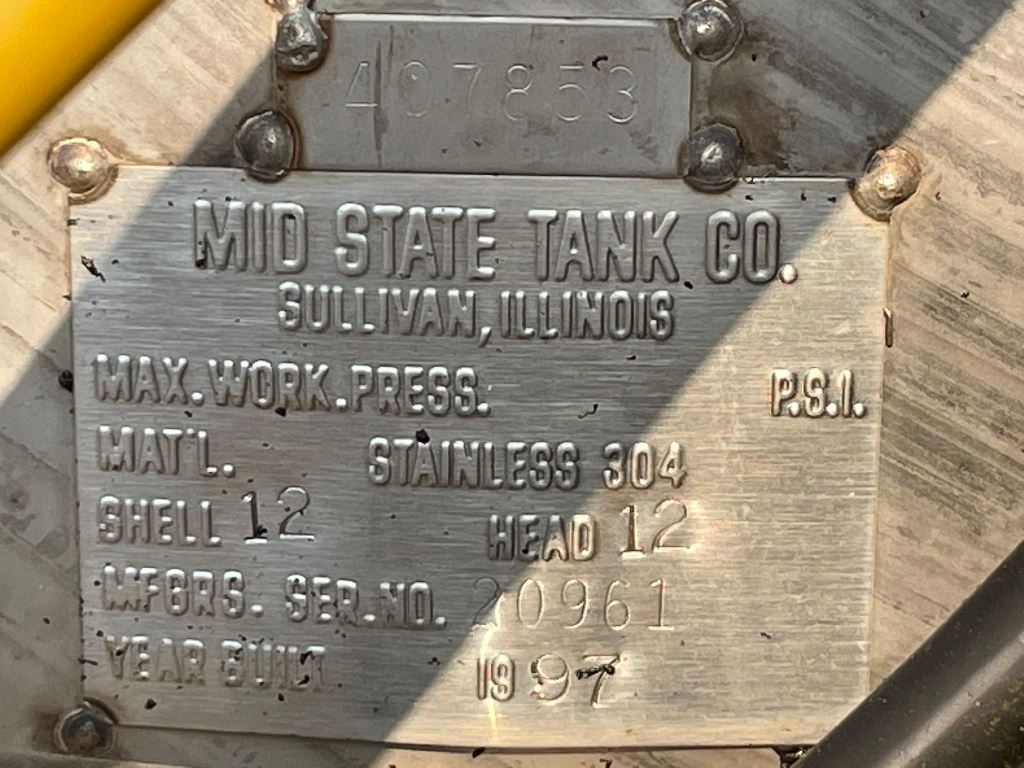 407853
MID STATE TANK CO.
SULLIVAN, ILLINOIS
MAX. WORK. PRESS. P.S.I.
MAT'L. STAINLESS 304
SHELL 12 HEAD 12
MFGRS. SER. NO. 20961
YEAR BUILT 1997